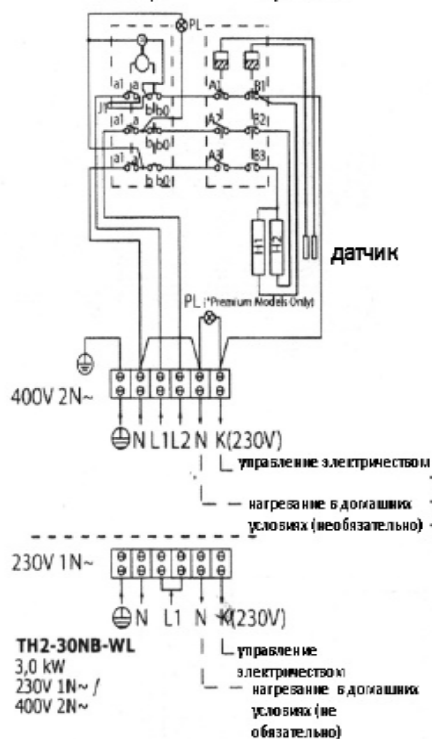 PL
a1 a b b0 A1 B1
J1
a1 a b b0 A2 B2
a1 a b b0 A3 B3
H1 H2
датчик
PL (*Premium Models Only)
400V 2N~
N L1 L2 N K(230V)
управление электричеством
нагревание в домашних
условиях (необязательно)
230V 1N~
N L1 N K(230V)
TH2-30NB-WL
3,0 kW
230V 1N~ /
400V 2N~
управление
электричеством
нагревание в домашних
условиях (не
обязательно)